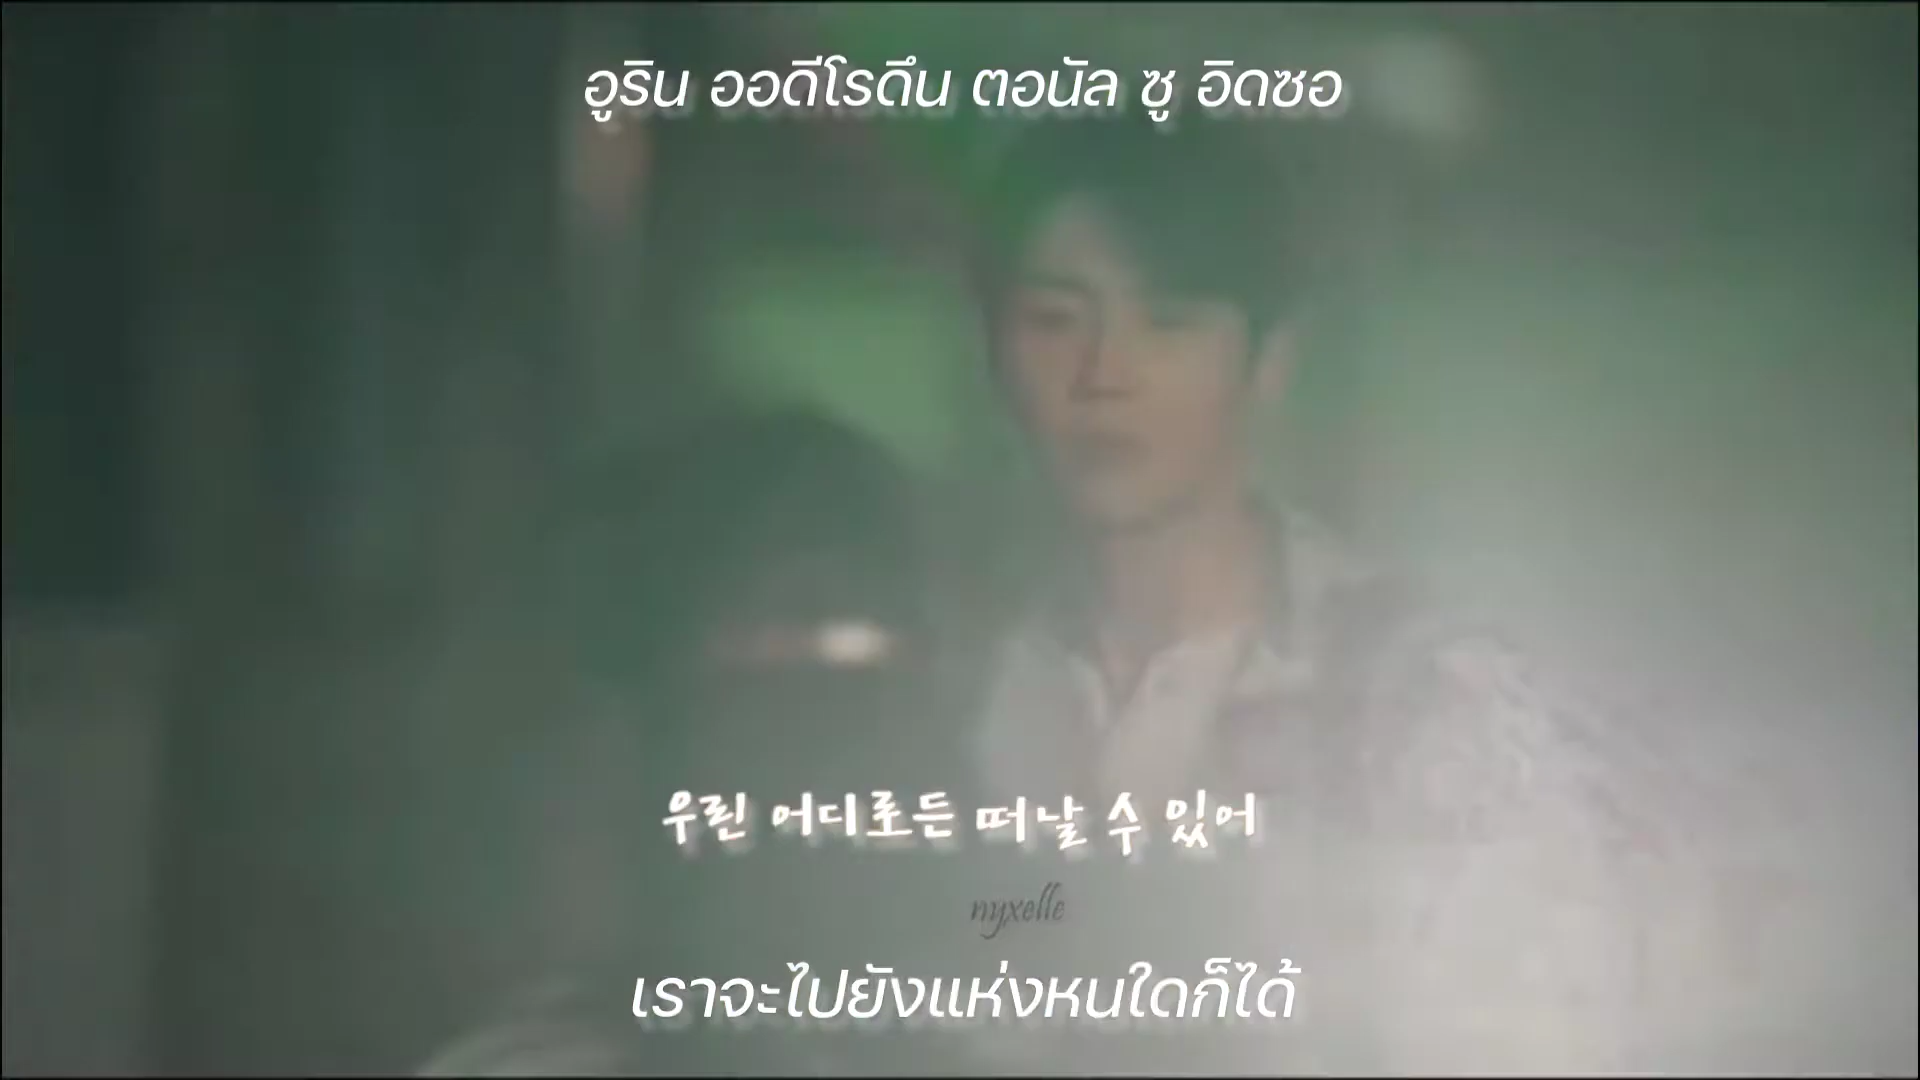 อูริน ออดีโรดึน ตอนัล ซู อิดซอ
우린 어디로든 떠날 수 있어
nyxelle
เราจะไปยังแห่งหนใดก็ได้